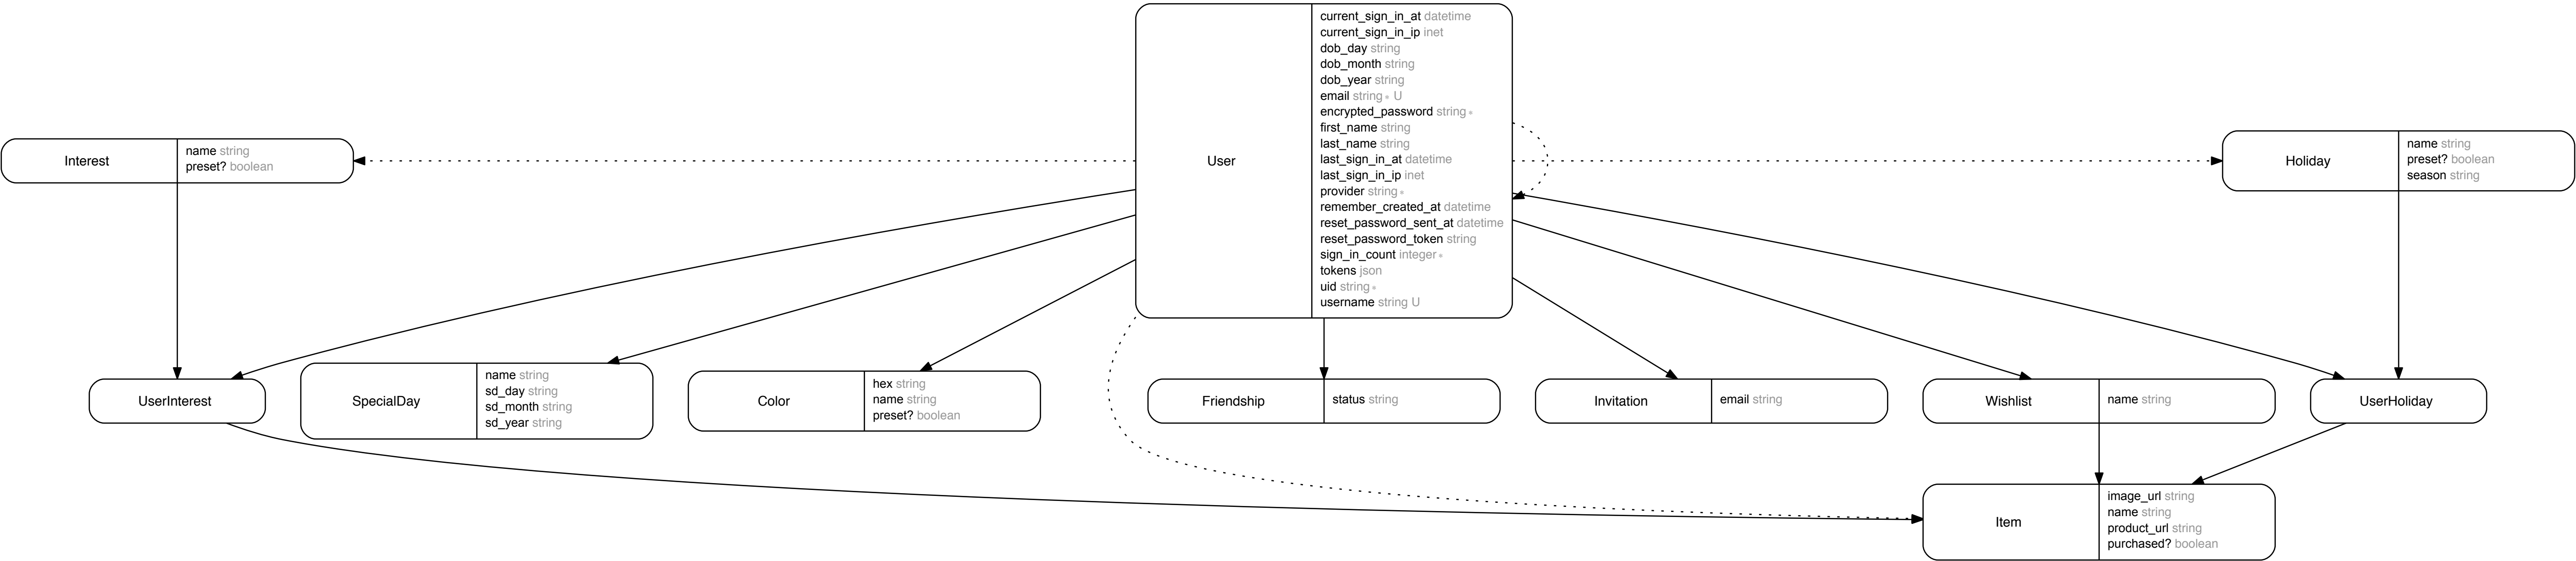 User
current_sign_in_at datetime
current_sign_in_ip inet
dob_day string
dob_month string
dob_year string
email string * U
encrypted_password string *
first_name string
last_name string
last_sign_in_at datetime
last_sign_in_ip inet
provider string *
remember_created_at datetime
reset_password_sent_at datetime
reset_password_token string
sign_in_count integer *
tokens json
uid string *
username string U
Interest
name string
preset? boolean
Holiday
name string
preset? boolean
season string
UserInterest
SpecialDay
name string
sd_day string
sd_month string
sd_year string
Color
hex string
name string
preset? boolean
Friendship
status string
Invitation
email string
Wishlist
name string
UserHoliday
Item
image_url string
name string
product_url string
purchased? boolean